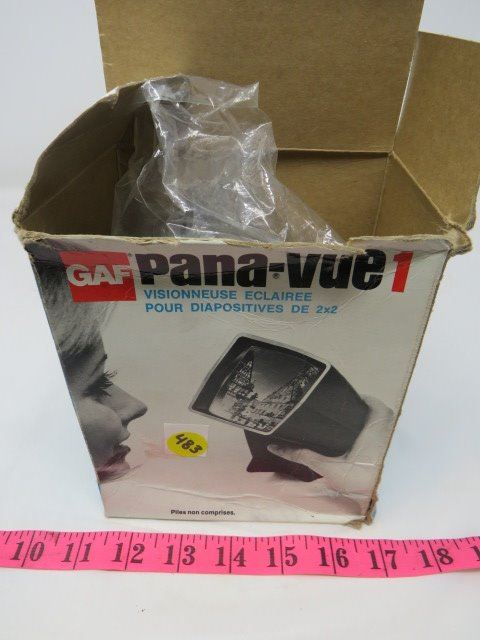 GAF Pana-Vue® 1
VISIONNEUSE ECLAIREE
POUR DIAPOSITIVES DE 2x2
483
Piles non comprises.
10 11 12 13 14 15 16 17 18